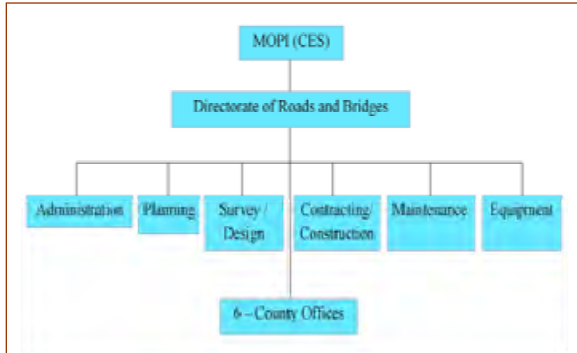 MOPI (CES)
Directorate of Roads and Bridges
Administration
Planning
Survey /
Design
Contracting/
Construction
Maintenance
Equipment
6 – County Offices